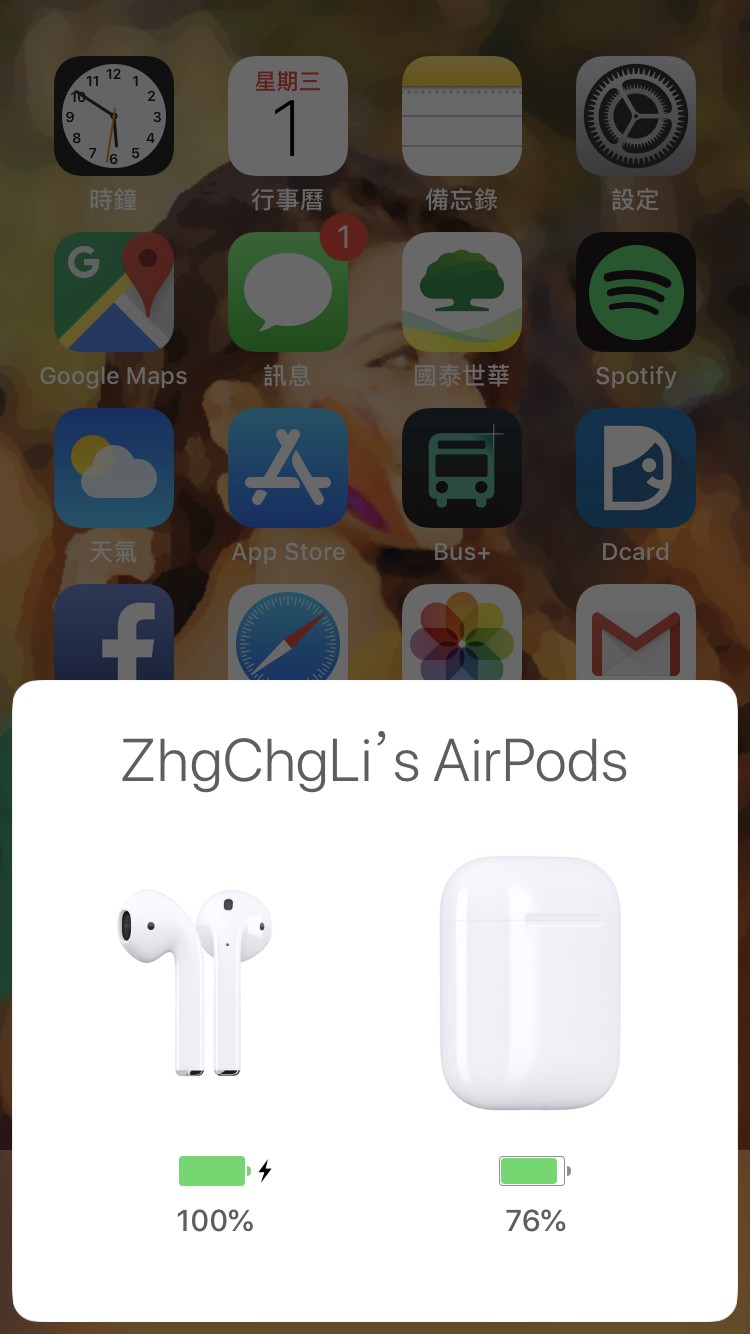 12
11 1
10 2
9 3
8 4
7 5
6
星期三
1
時鐘
行事曆
備忘錄
設定
G
1
Google Maps
訊息
國泰世華
Spotify
天氣
App Store
Bus+
Dcard
ZhgChgLi’s AirPods
100%
76%